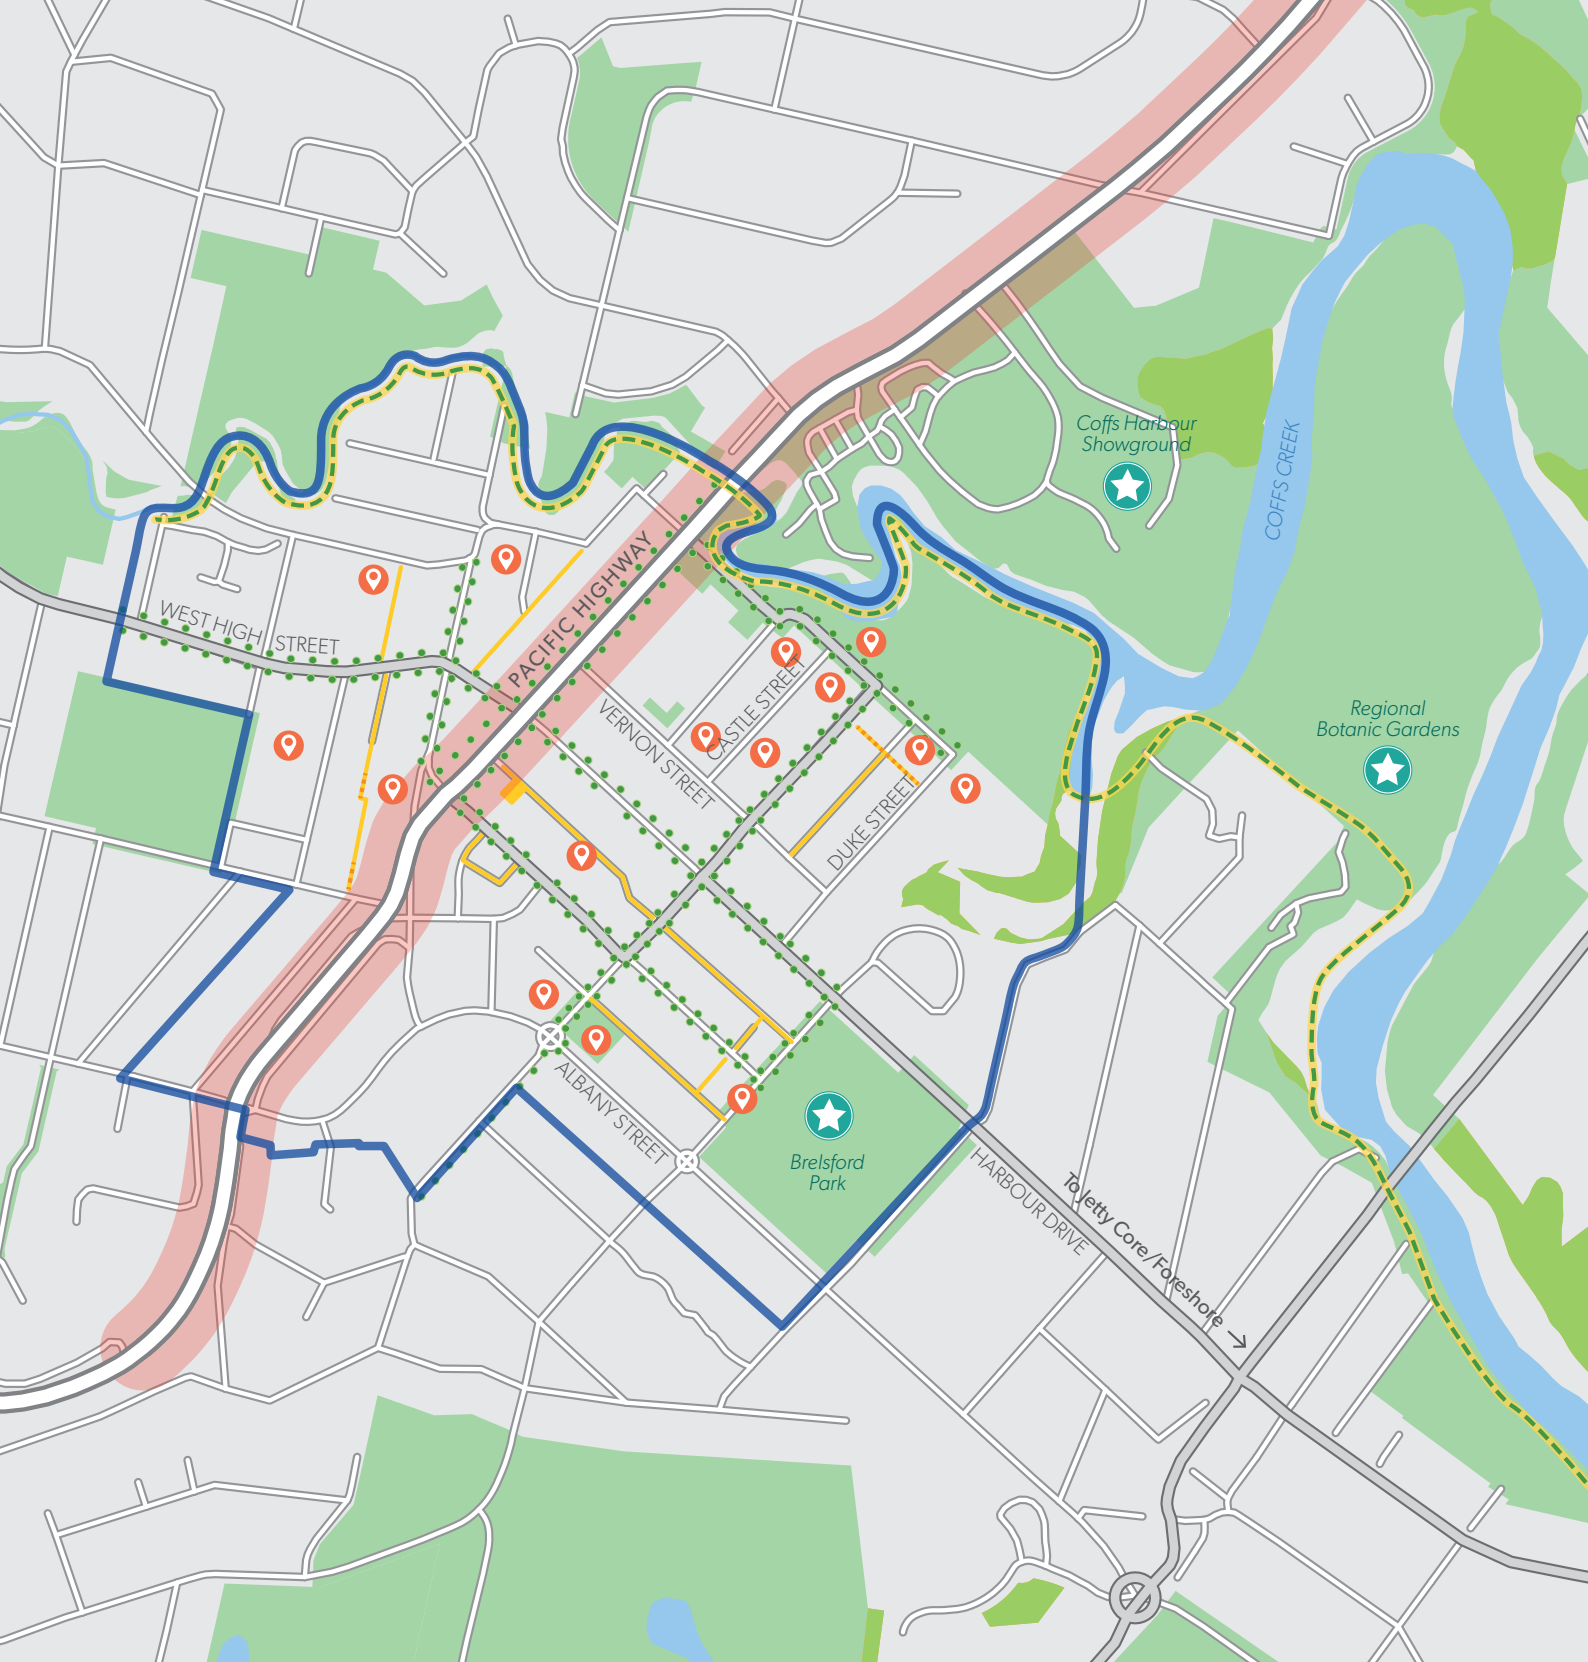 Coffs Harbour
Showground
COFFS CREEK
PACIFIC HIGHWAY
WEST HIGH STREET
CASTLE STREET
VERNON STREET
Regional
Botanic Gardens
DUKE STREET
ALBANY STREET
Brelsford
Park
HARBOUR DRIVE
To Jetty Core/Foreshore →